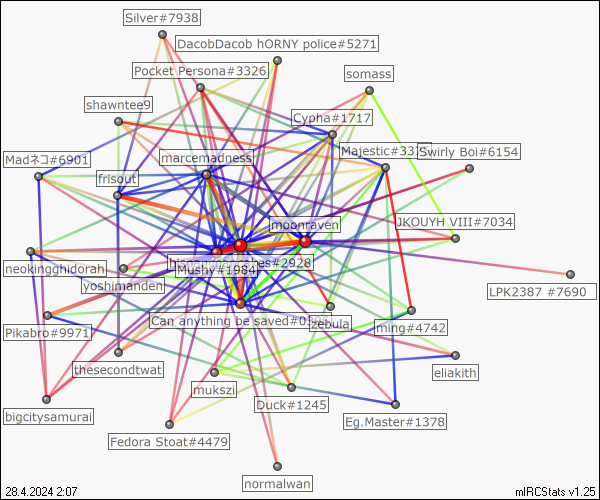 Silver#7938
DacobDacob hORNY police#5271
Pocket Persona#3326
somass
shawntee9
Cypha#1717
Majestic#33
Swirly Boi#6154
Madネコ#6901
marcemadness
frisout
moonraven
JKOUYH VIII#7034
es#2928
neokingghidorah
Mushy#1984
yoshimanden
LPK2387 #7690
Can anything be saved#0
zebula
ming#4742
Pikabro#9971
thesecondtwat
eliakith
mukszi
Duck#1245
bigcitysamurai
Eg.Master#1378
Fedora Stoat#4479
normalwan
28.4.2024 2:07
mIRCStats v1.25